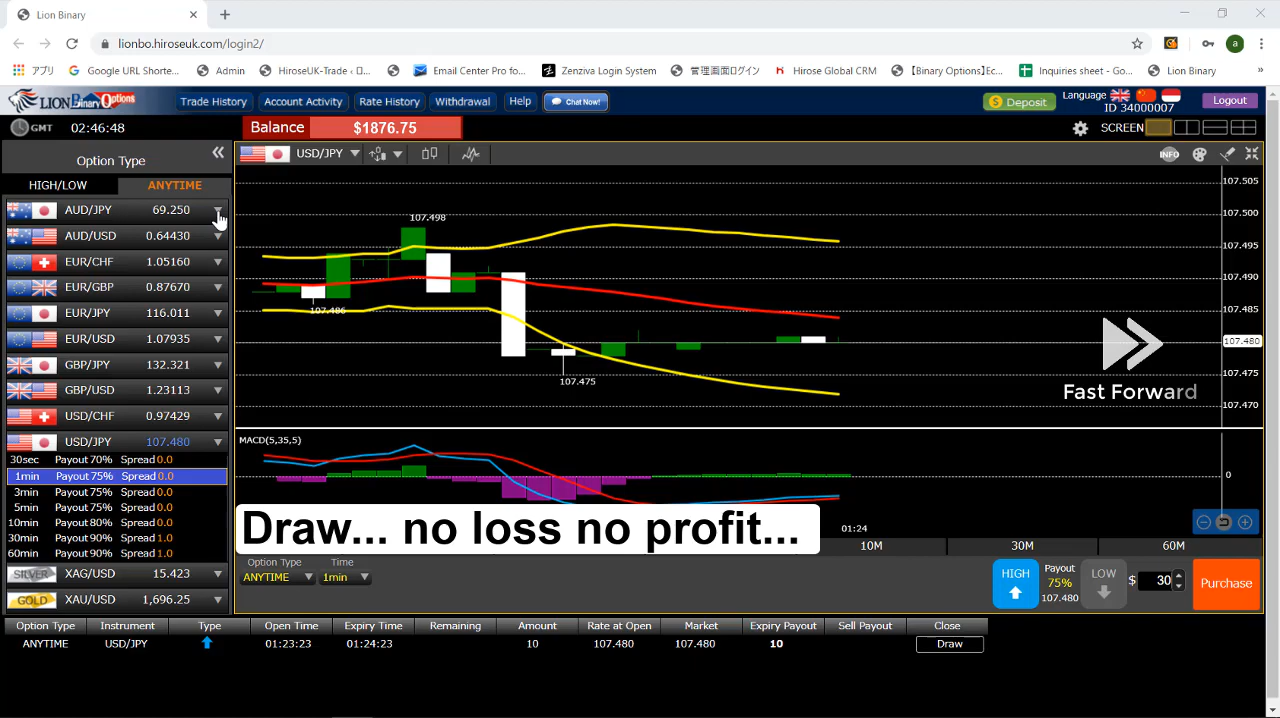 Lion Binary
lionbo.hiroseuk.com/login2/
a
アプリ Google URL Shorte... Admin HiroseUK-Trade ‹ ロ... Email Center Pro fo... Zenziva Login System 管理画面ログイン Hirose Global CRM 【Binary Options】Ec... Inquiries sheet - Go... Lion Binary
LION Binary Options Trade History Account Activity Rate History Withdrawal Help Chat Now! $ Deposit Language ID 34000007 Logout
GMT 02:46:48 Balance $1876.75 SCREEN
Option Type « USD/JPY INFO
HIGH/LOW ANYTIME
AUD/JPY 69.250
AUD/USD 0.64430
EUR/CHF 1.05160
EUR/GBP 0.87670
EUR/JPY 116.011
EUR/USD 1.07935
GBP/JPY 132.321
GBP/USD 1.23113
USD/CHF 0.97429
USD/JPY 107.480
30sec Payout 70% Spread 0.0
1min Payout 75% Spread 0.0
3min Payout 75% Spread 0.0
5min Payout 75% Spread 0.0
10min Payout 80% Spread 0.0
30min Payout 90% Spread 1.0
60min Payout 90% Spread 1.0
SILVER XAG/USD 15.423
GOLD XAU/USD 1,696.25
107.505
107.500
107.495
107.490
107.485
107.480
107.475
107.470
107.498
107.486
107.475
Fast Forward
MACD(5,35,5)
0
Draw... no loss no profit...
01:24
10M 30M 60M
Option Type Time
ANYTIME 1min
HIGH Payout 75% 107.480 LOW $ 30 Purchase
Option Type Instrument Type Open Time Expiry Time Remaining Amount Rate at Open Market Expiry Payout Sell Payout Close
ANYTIME USD/JPY 01:23:23 01:24:23 10 107.480 107.480 10 Draw